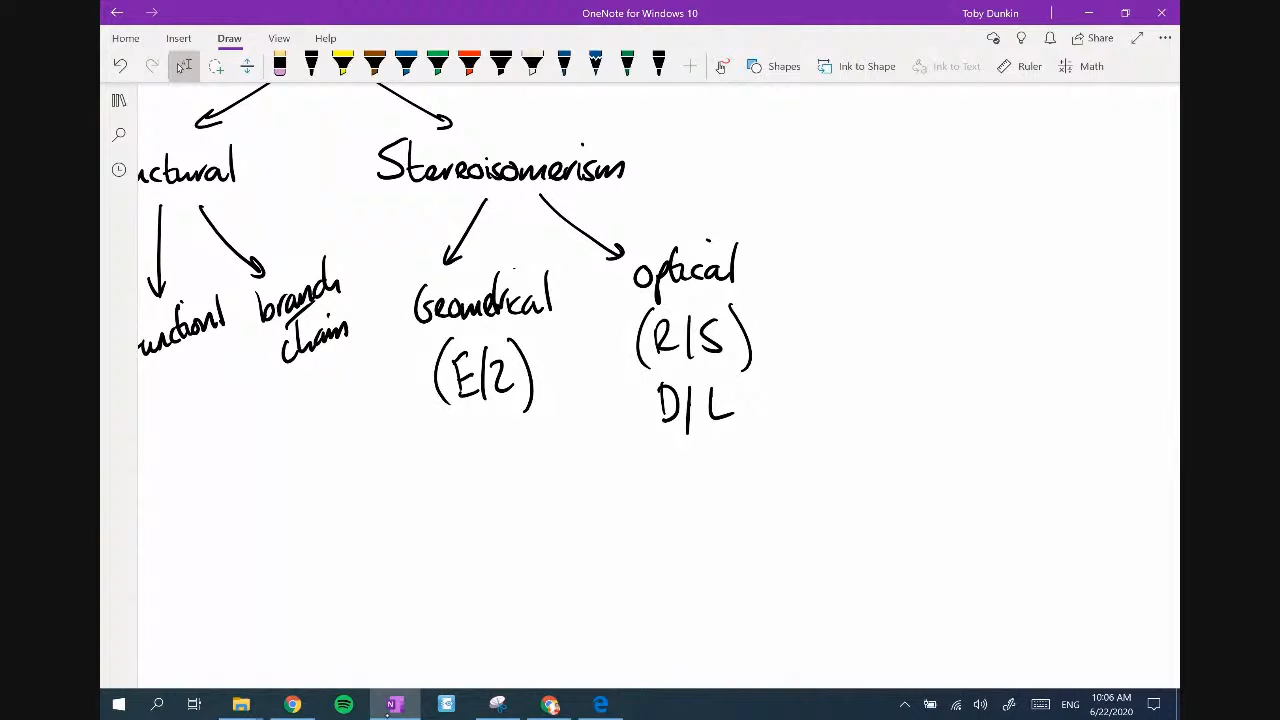 OneNote for Windows 10
Toby Dunkin
Home Insert Draw View Help
Share
Shapes Ink to Shape Ink to Text Ruler Math
uctural
Stereoisomerism
unctionl
branch
chain
Geometrical
(E/Z)
optical
(R/S)
D/L
ENG
10:06 AM
6/22/2020